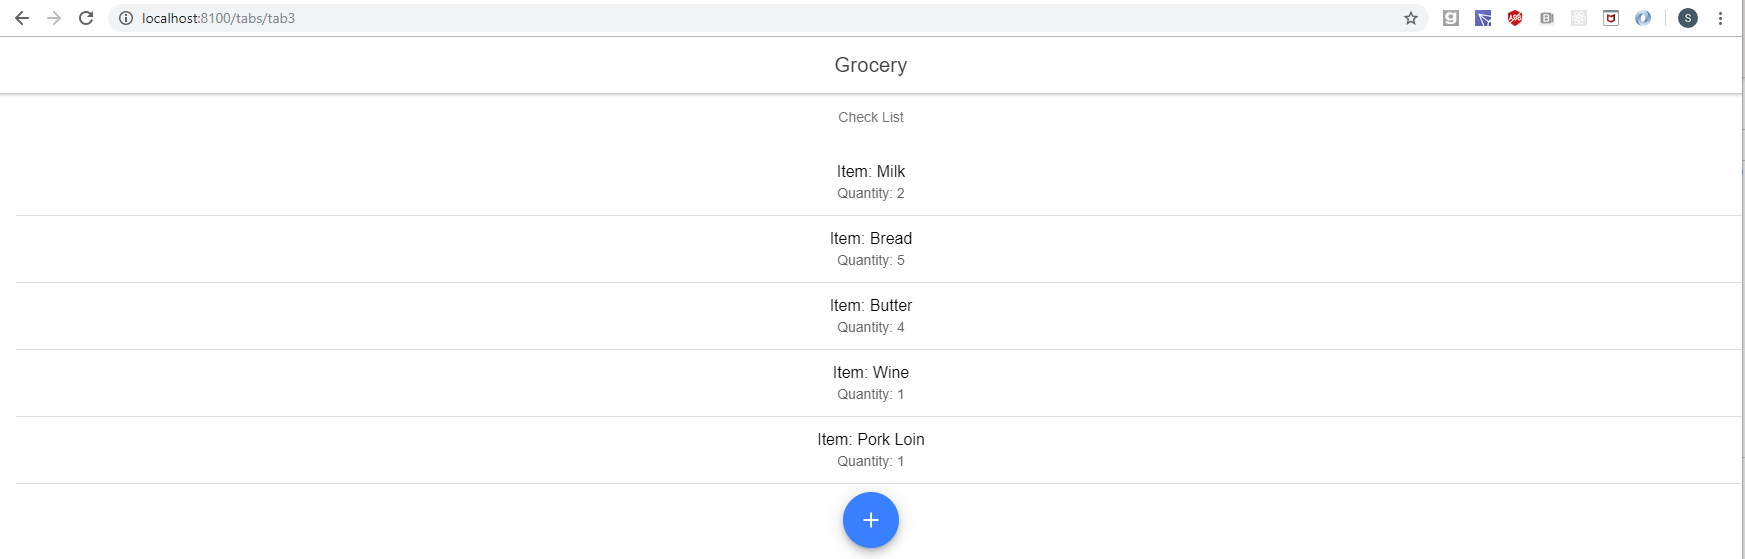 localhost:8100/tabs/tab3
S
Grocery
Check List
Item: Milk
Quantity: 2
Item: Bread
Quantity: 5
Item: Butter
Quantity: 4
Item: Wine
Quantity: 1
Item: Pork Loin
Quantity: 1